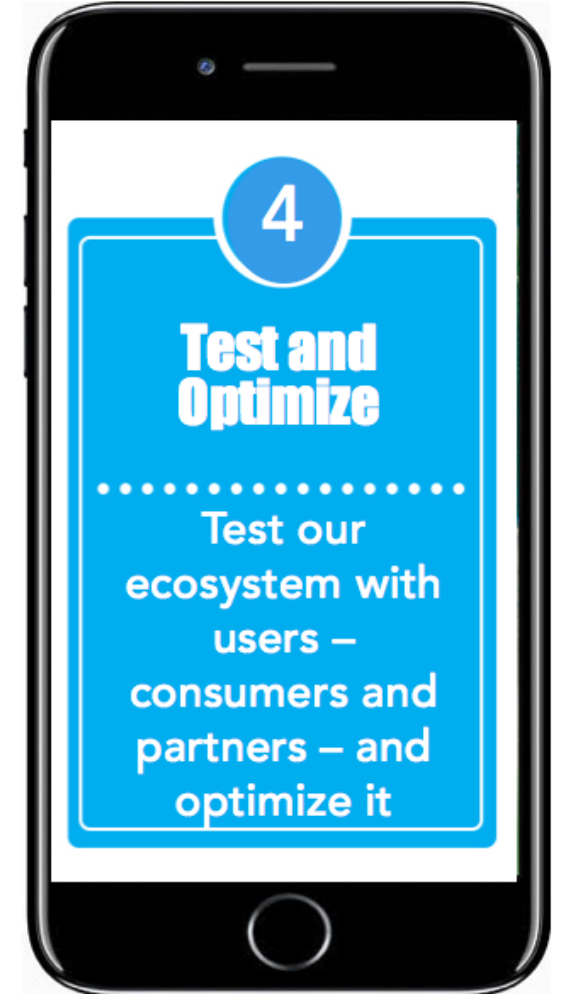 4
Test and
Optimize
Test our
ecosystem with
users –
consumers and
partners – and
optimize it